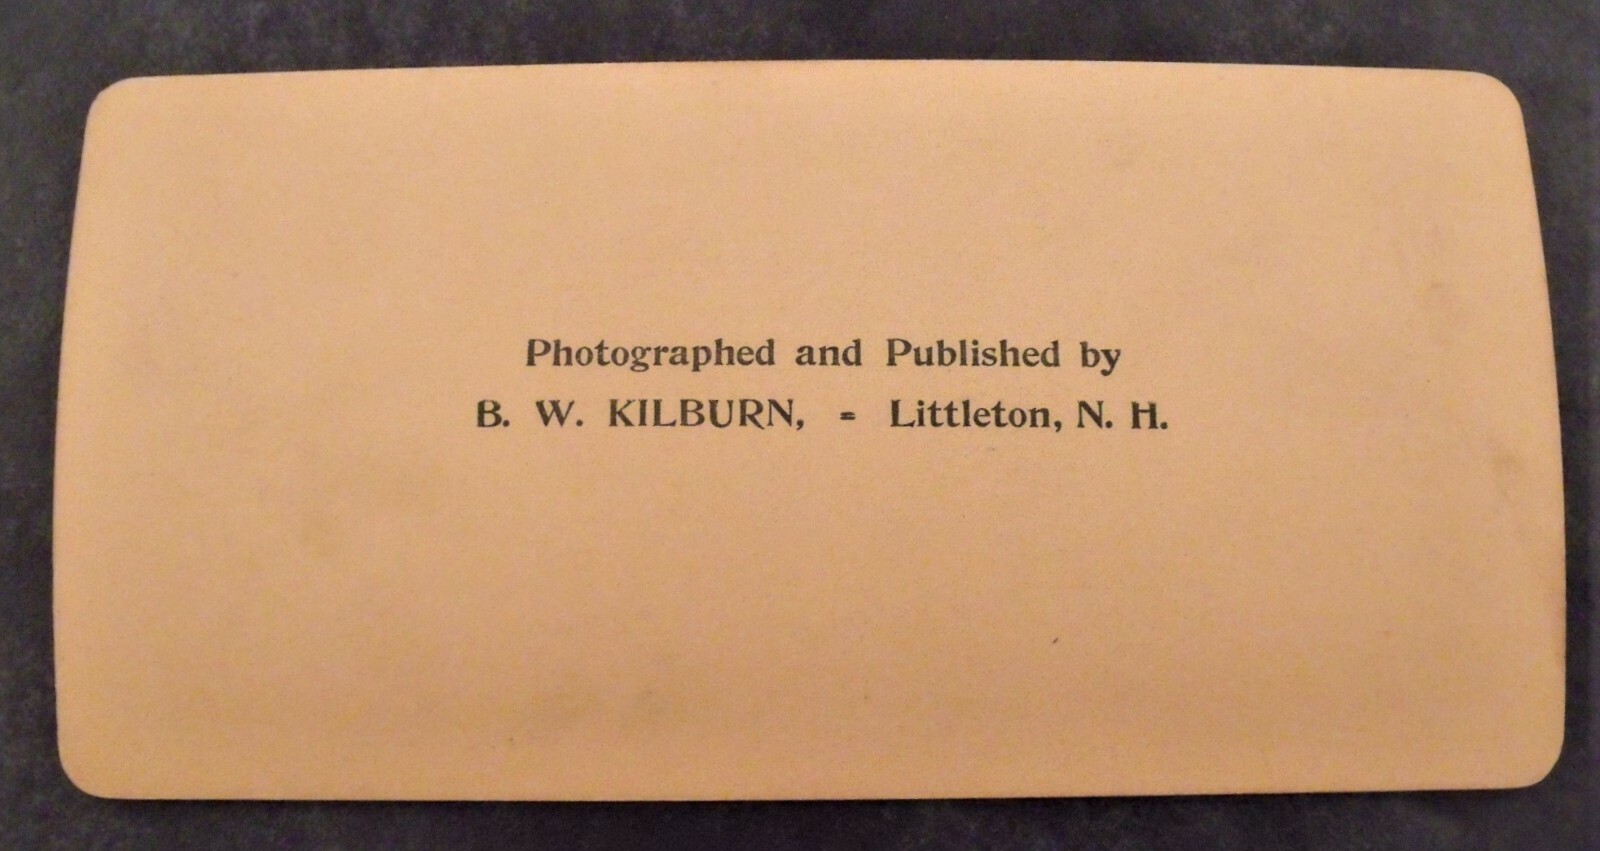 Photographed and Published by
B. W. KILBURN, = Littleton, N. H.